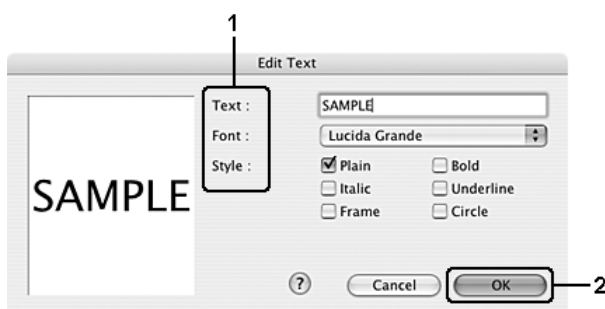 1
Edit Text
Text :
SAMPLE
Font :
Lucida Grande
Style :
Plain
Bold
Italic
Underline
Frame
Circle
SAMPLE
?
Cancel
OK
2